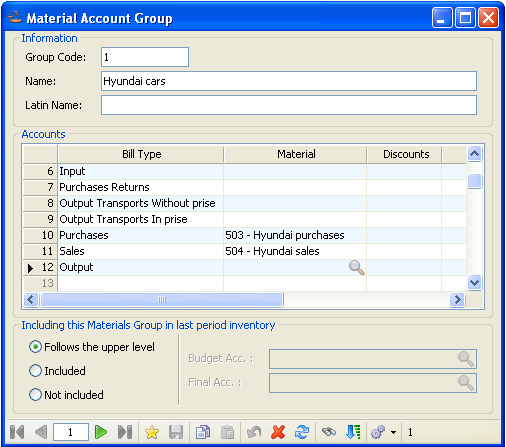 Material Account Group
Information
Group Code: 1
Name: Hyundai cars
Latin Name:
Accounts
Bill Type Material Discounts
6 Input
7 Purchases Returns
8 Output Transports Without prise
9 Output Transports In prise
10 Purchases 503 - Hyundai purchases
11 Sales 504 - Hyundai sales
12 Output
13
Including this Materials Group in last period inventory
Follows the upper level
Included
Not included
Budget Acc. :
Final Acc. :
1 1